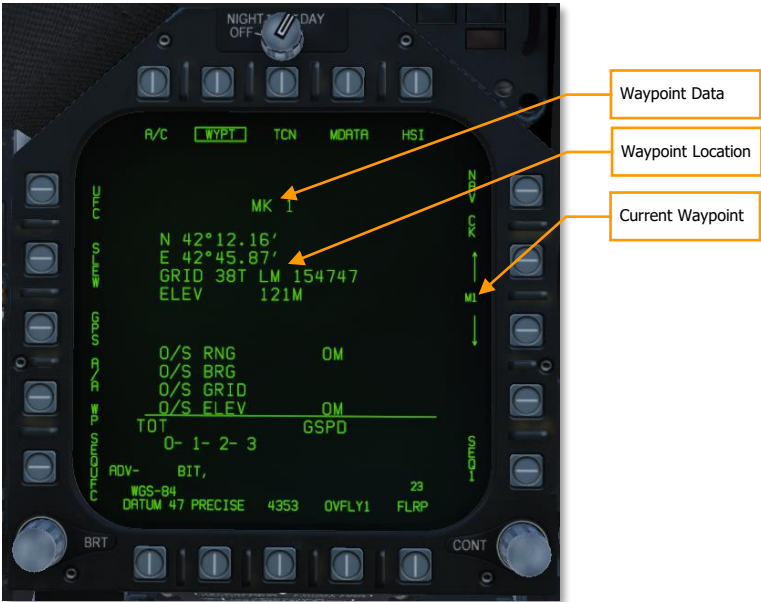 NIGHT DAY
OFF
Waypoint Data
Waypoint Location
Current Waypoint
A/C WYPT TCN MDATA HSI
UFC
NAV CK
MK 1
N 42°12.16′
E 42°45.87′
SLEW
GRID 38T LM 154747
ELEV 121M
M1
GPS
O/S RNG 0M
O/S BRG
A/A WP
O/S GRID
O/S ELEV 0M
TOT GSPD
0- 1- 2- 3
SEQUFC
SEQ1
ADV- BIT,
WGS-84 23
DATUM 47 PRECISE 4353 OVFLY1 FLRP
BRT CONT